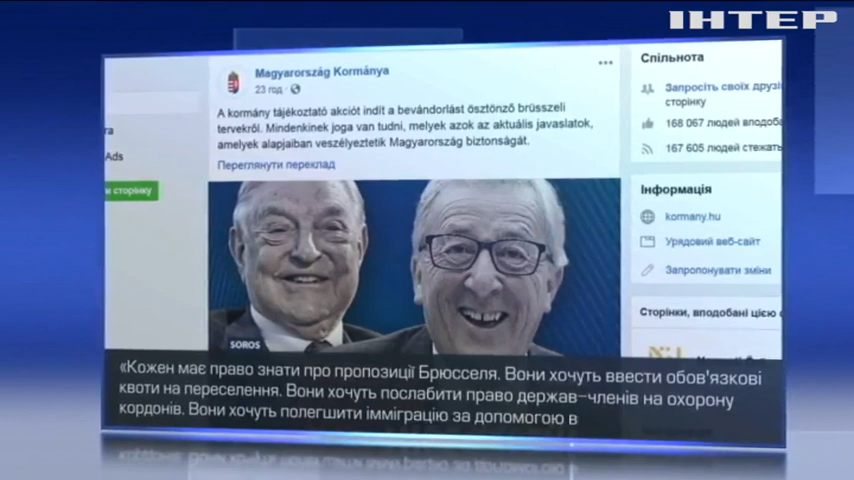 ІНТЕР
Magyarország Kormánya
23 год ·
A kormány tájékoztató akciót indít a bevándorlást ösztönző brüsszeli
tervekről. Mindenkinek joga van tudni, melyek azok az aktuális javaslatok,
amelyek alapjaiban veszélyeztetik Magyarország biztonságát.
Переглянути переклад
Ads
и сторінку
Спільнота
Запросіть своїх друзі
сторінку
168 067 людей вподоба
167 605 людей стежать
Інформація
kormany.hu
Урядовий веб-сайт
Запропонувати зміни
Сторінки, вподобані цією с
SOROS
«Кожен має право знати про пропозиції Брюсселя. Вони хочуть ввести обов'язкові
квоти на переселення. Вони хочуть послабити право держав-членів на охорону
кордонів. Вони хочуть полегшити імміграцію за допомогою в